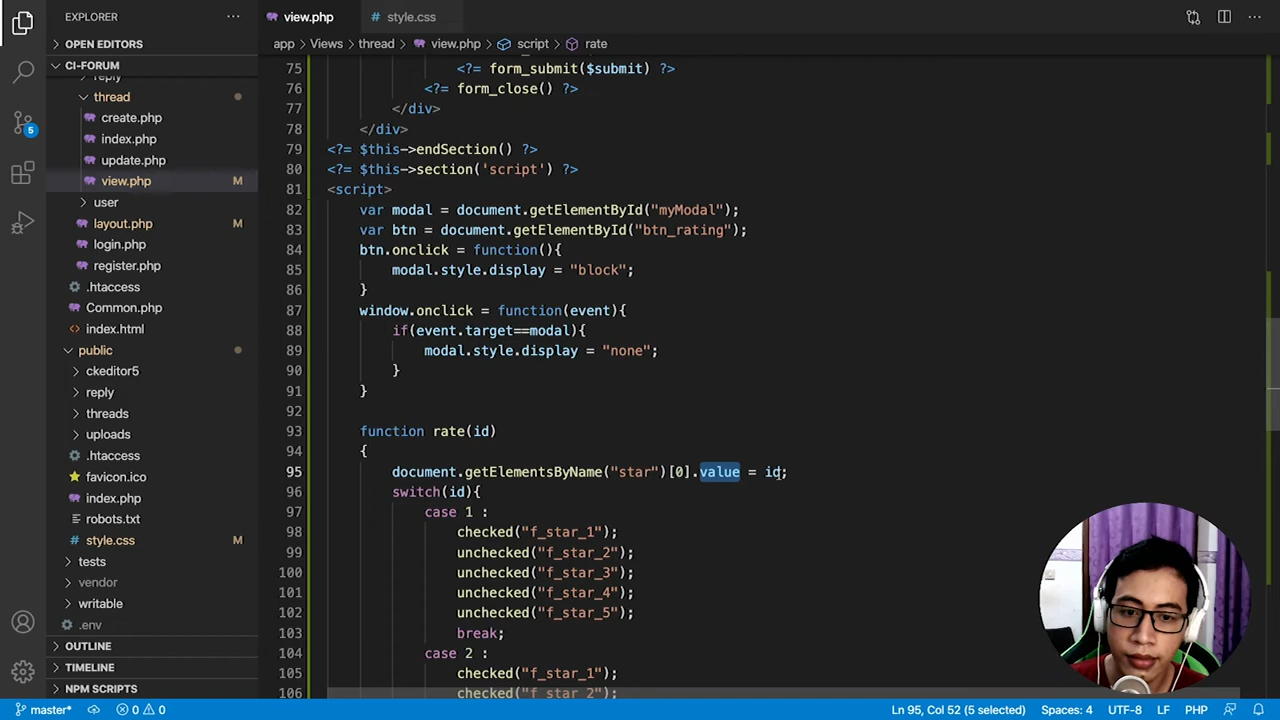 EXPLORER
view.php
style.css
app > Views > thread > view.php > script > rate
OPEN EDITORS
CI-FORUM
reply
thread
create.php
index.php
update.php
view.php M
user
layout.php M
login.php
register.php
.htaccess
Common.php
index.html
public
ckeditor5
reply
threads
uploads
.htaccess
favicon.ico
index.php
robots.txt
style.css M
tests
vendor
writable
.env
OUTLINE
TIMELINE
NPM SCRIPTS
5
75 <?= form_submit($submit) ?>
76 <?= form_close() ?>
77 </div>
78 </div>
79 <?= $this->endSection() ?>
80 <?= $this->section('script') ?>
81 <script>
82 var modal = document.getElementById("myModal");
83 var btn = document.getElementById("btn_rating");
84 btn.onclick = function(){
85 modal.style.display = "block";
86 }
87 window.onclick = function(event){
88 if(event.target==modal){
89 modal.style.display = "none";
90 }
91 }
92
93 function rate(id)
94 {
95 document.getElementsByName("star")[0].value = id;
96 switch(id){
97 case 1 :
98 checked("f_star_1");
99 unchecked("f_star_2");
100 unchecked("f_star_3");
101 unchecked("f_star_4");
102 unchecked("f_star_5");
103 break;
104 case 2 :
105 checked("f_star_1");
106 checked("f_star_2");
master* 0 0 Ln 95, Col 52 (5 selected) Spaces: 4 UTF-8 LF PHP